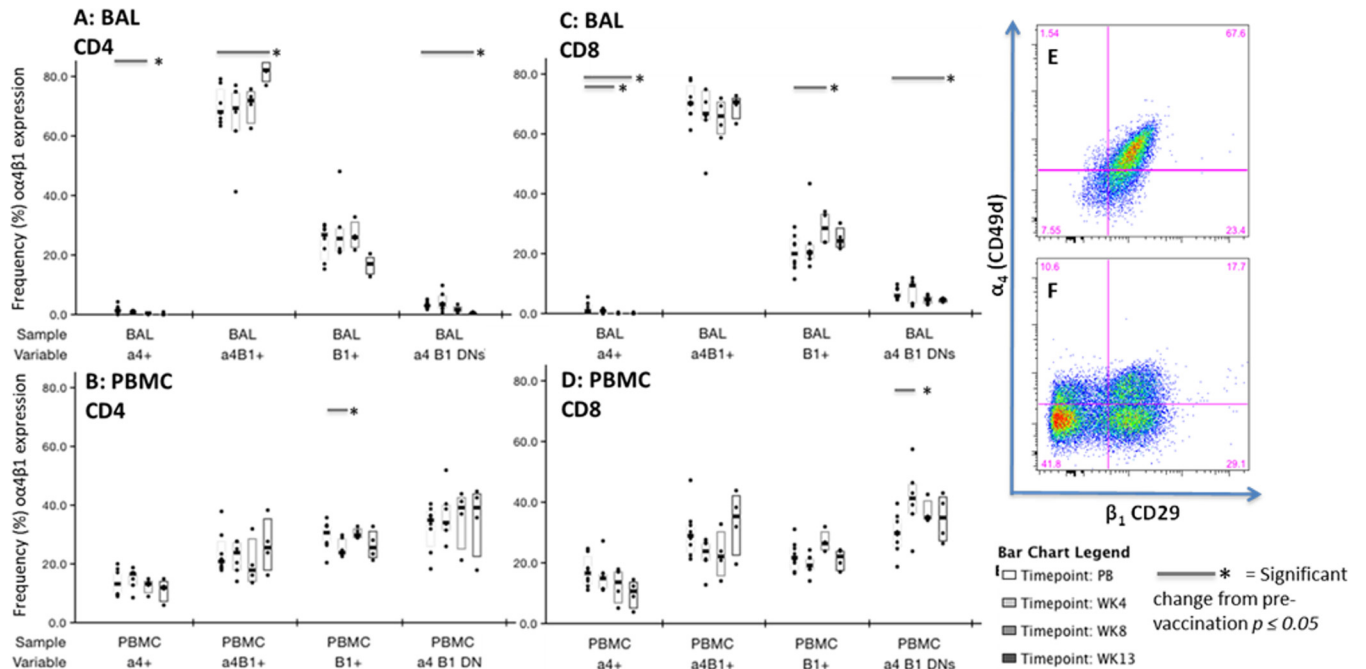 A: BAL
CD4
*
*
*
Frequency (%) oα4β1 expression
80.0
60.0
40.0
20.0
0.0
Sample BAL BAL BAL BAL
Variable a4+ a4B1+ B1+ a4 B1 DNs
C: BAL
CD8
*
*
*
*
80.0
60.0
40.0
20.0
0.0
BAL BAL BAL BAL
a4+ a4B1+ B1+ a4 B1 DNs
B: PBMC
CD4
*
Frequency (%) oα4β1 expression
80.0
60.0
40.0
20.0
0.0
Sample PBMC PBMC PBMC PBMC
Variable a4+ a4B1+ B1+ a4 B1 DN
D: PBMC
CD8
*
80.0
60.0
40.0
20.0
0.0
PBMC PBMC PBMC PBMC
a4+ a4B1+ B1+ a4 B1 DNs
1.54 67.6
E
7.55 23.4
10.6 17.7
F
41.8 29.1
α4 (CD49d)
β1 CD29
Bar Chart Legend
Timepoint: PB
Timepoint: WK4
Timepoint: WK8
Timepoint: WK13
* = Significant
change from pre-
vaccination p ≤ 0.05